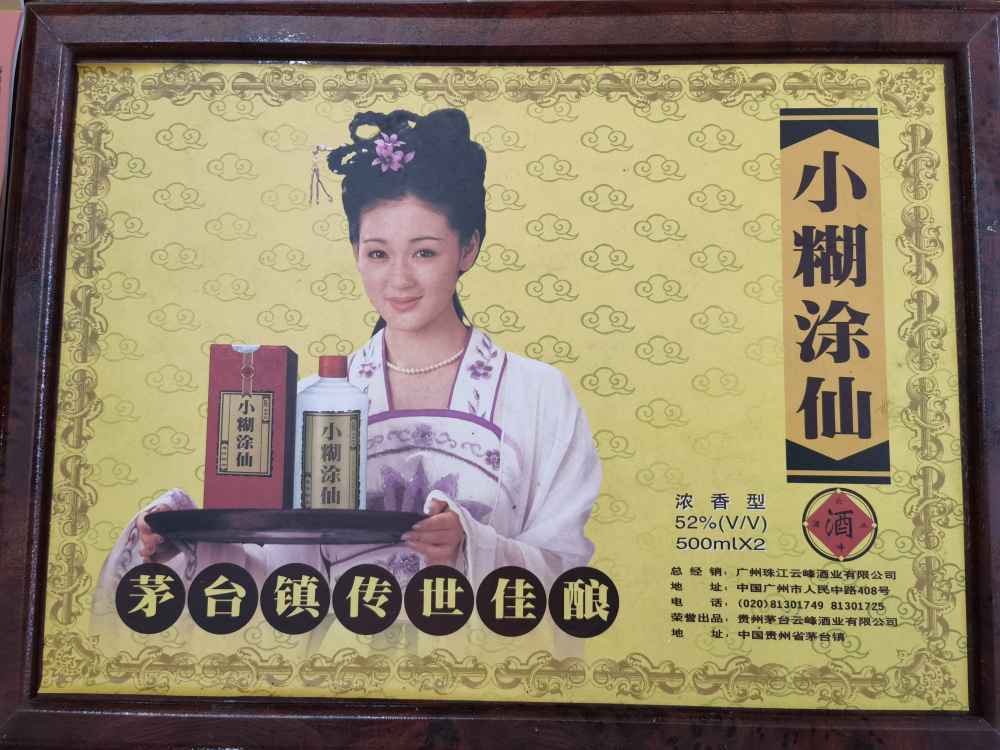 小糊涂仙
小糊涂仙
小糊涂仙
酒
浓香型
52%(V/V)
500mlX2
茅台镇传世佳酿
总经销：广州珠江云峰酒业有限公司
地址：中国广州市人民中路408号
电话：(020)81301749 81301725
荣誉出品：贵州茅台云峰酒业有限公司
地址：中国贵州省茅台镇